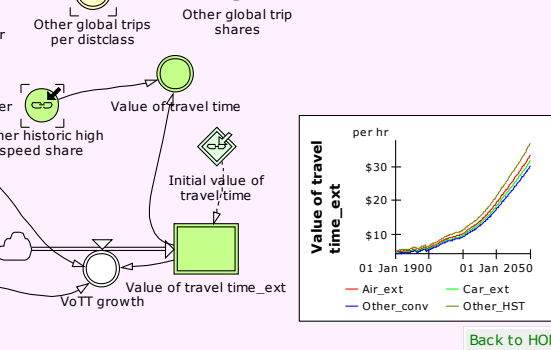 Other global trips
per distclass
Other global trip
shares
r
er
Value of travel time
her historic high
speed share
Initial value of
travel time
VoTT growth
Value of travel time_ext
Value of travel
time_ext
per hr
$30
$20
$10
01 Jan 1900
01 Jan 2050
Air_ext
Car_ext
Other_conv
Other_HST
Back to HO